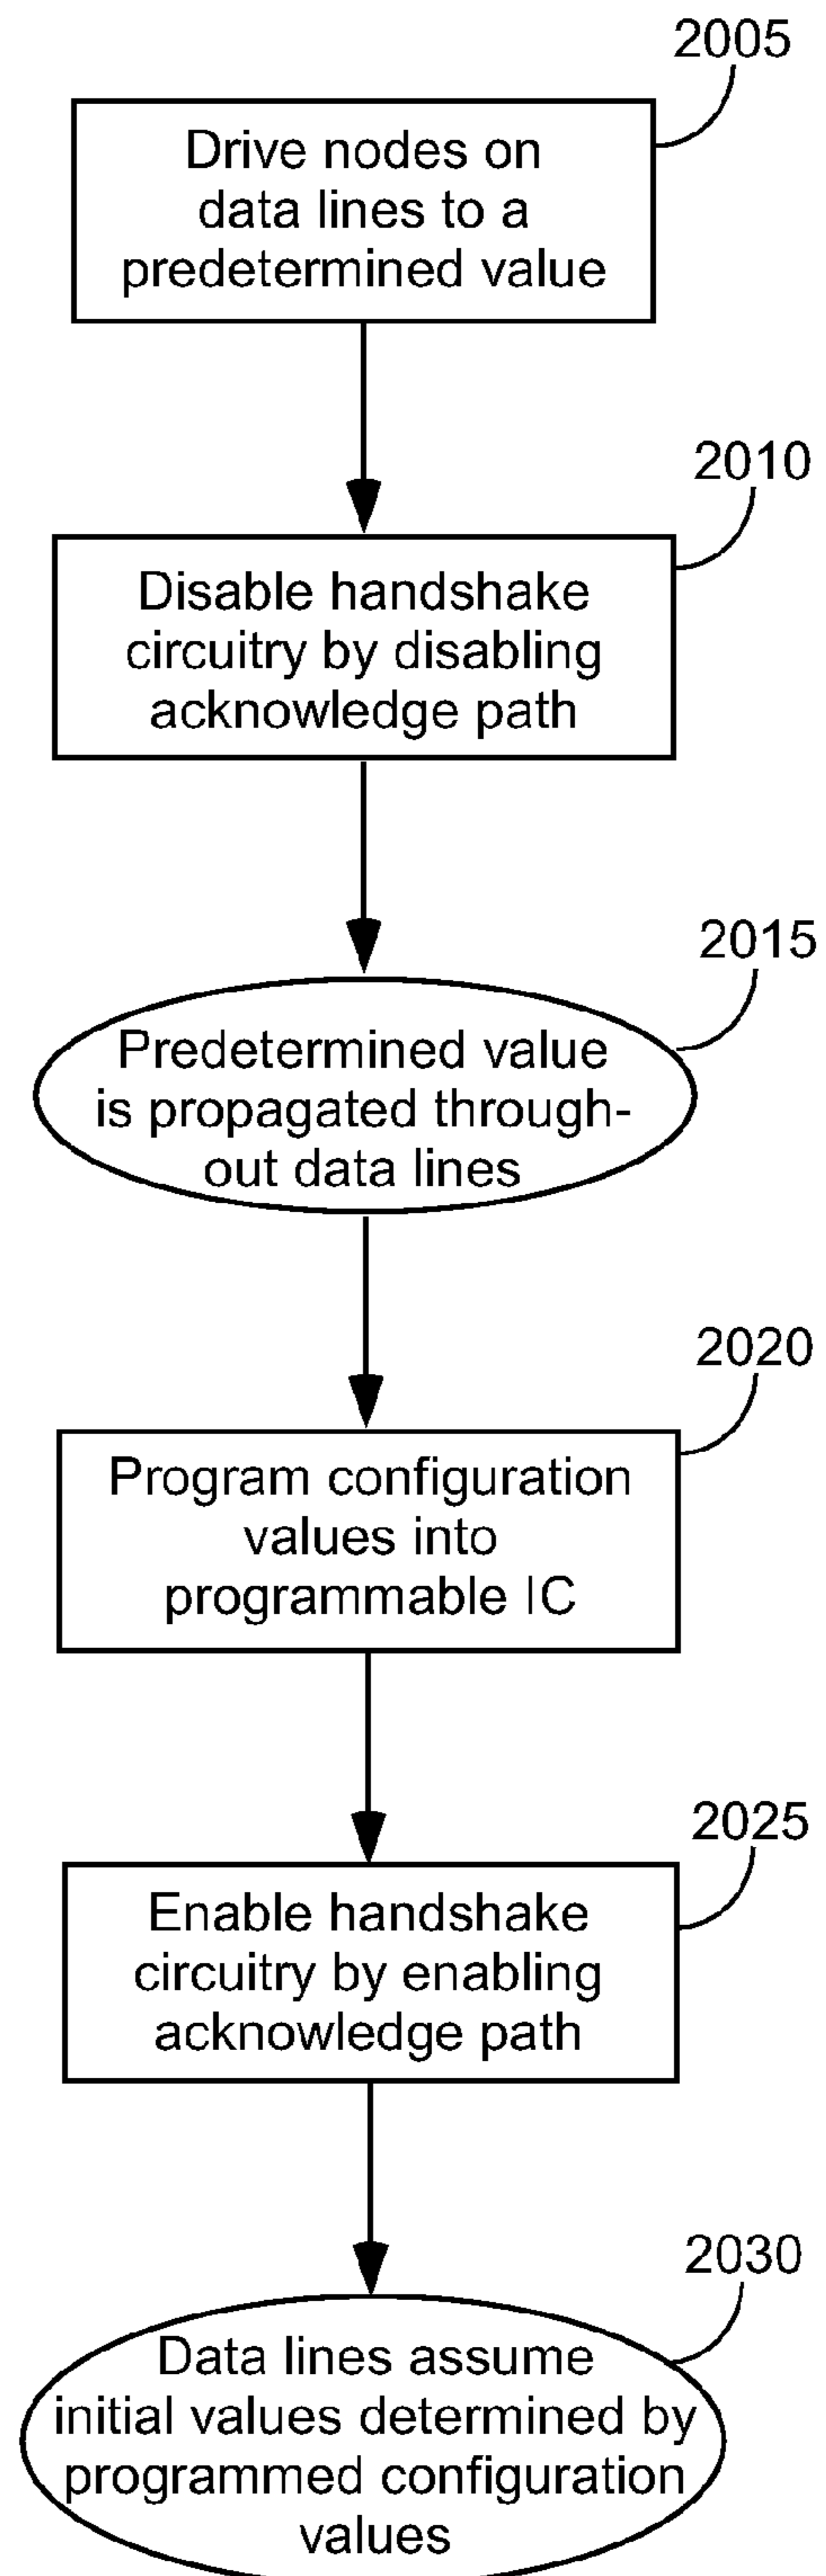 2005
Drive nodes on
data lines to a
predetermined value
2010
Disable handshake
circuitry by disabling
acknowledge path
2015
Predetermined value
is propagated through-
out data lines
2020
Program configuration
values into
programmable IC
2025
Enable handshake
circuitry by enabling
acknowledge path
2030
Data lines assume
initial values determined by
programmed configuration
values